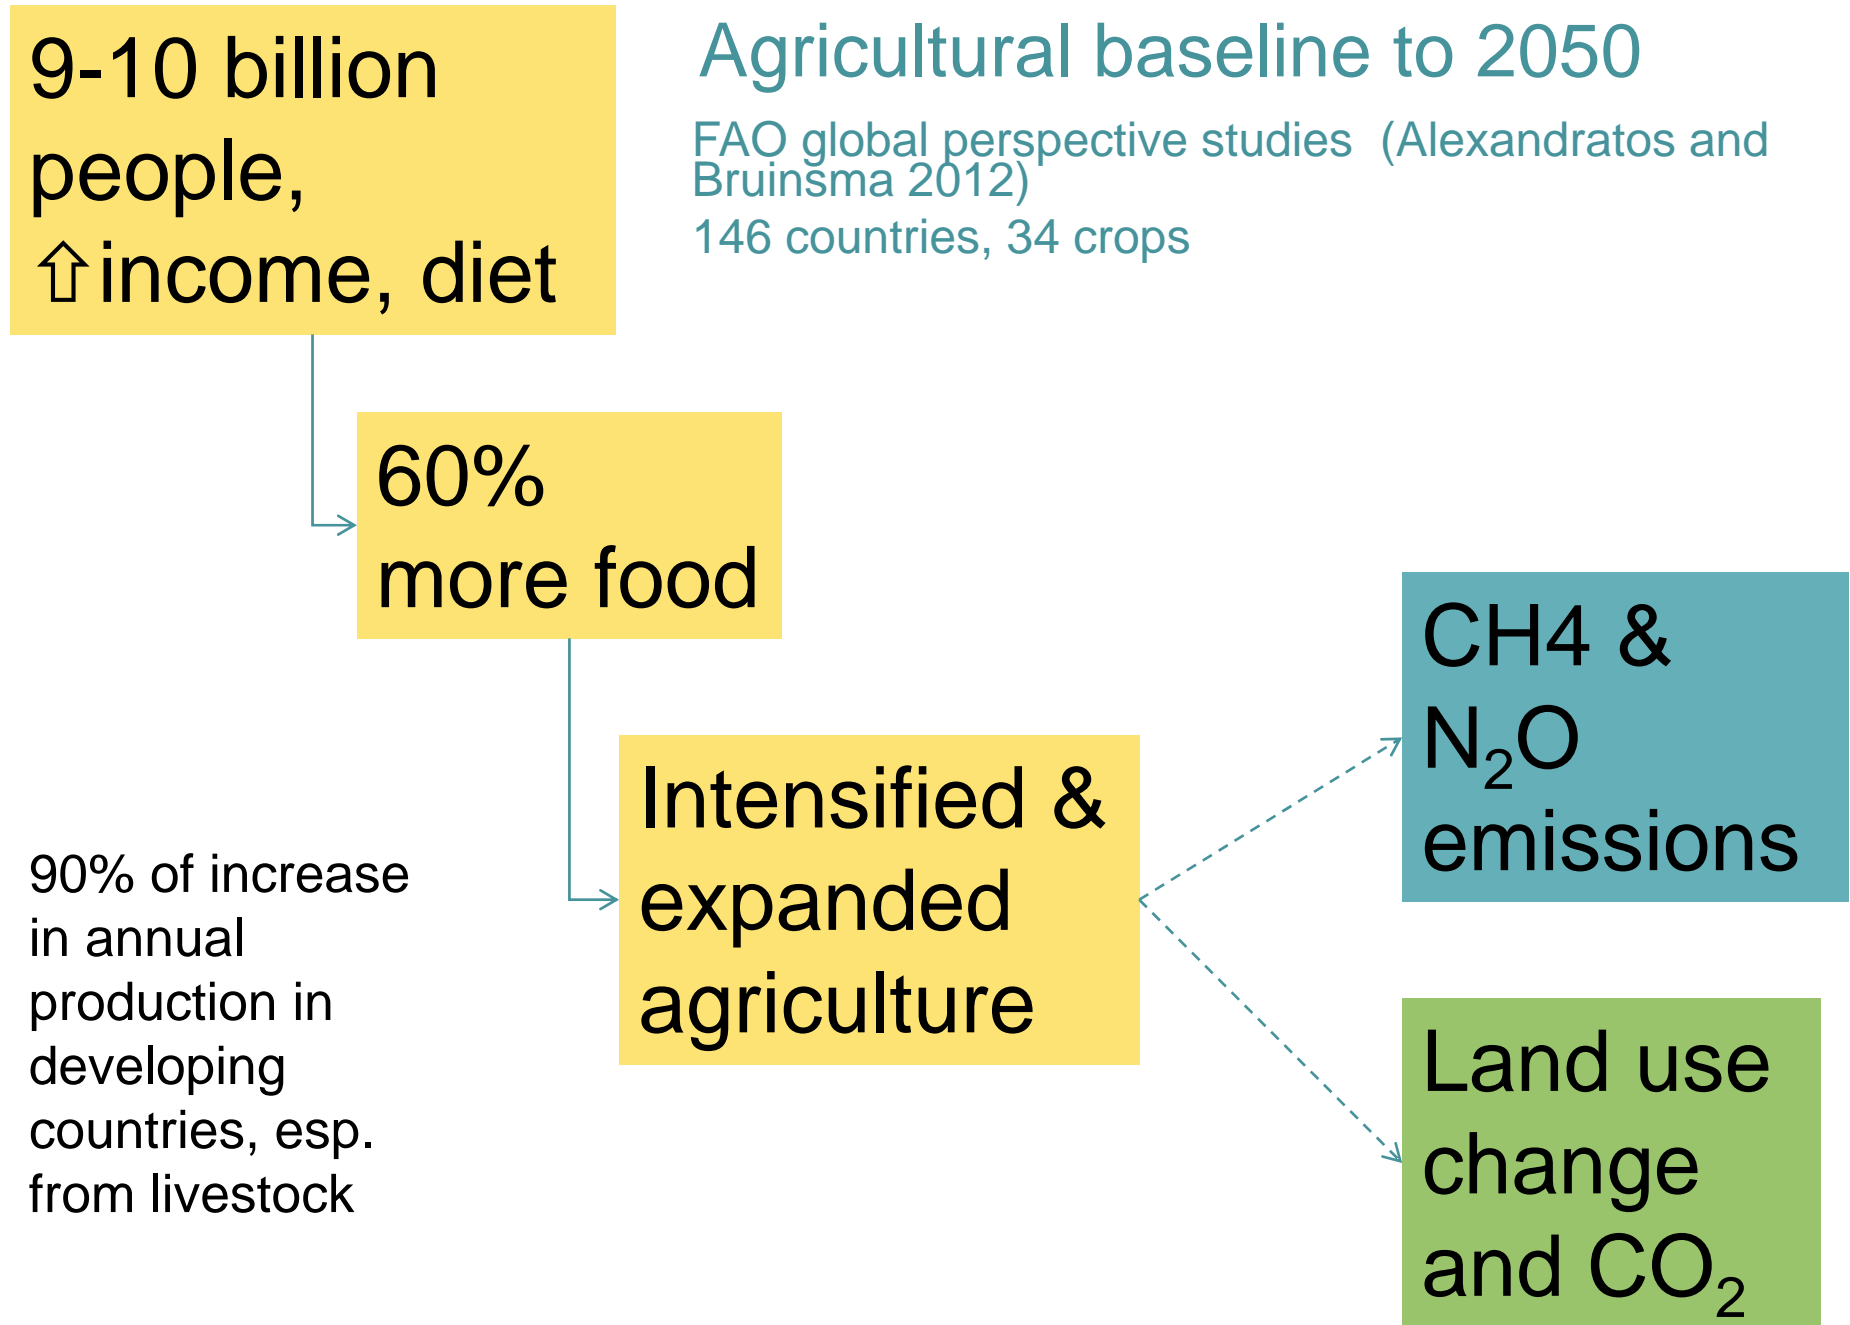 9-10 billion
people,
⇧income, diet
Agricultural baseline to 2050
FAO global perspective studies (Alexandratos and
Bruinsma 2012)
146 countries, 34 crops
60%
more food
Intensified &
expanded
agriculture
CH4 &
N₂O
emissions
Land use
change
and CO₂
90% of increase
in annual
production in
developing
countries, esp.
from livestock